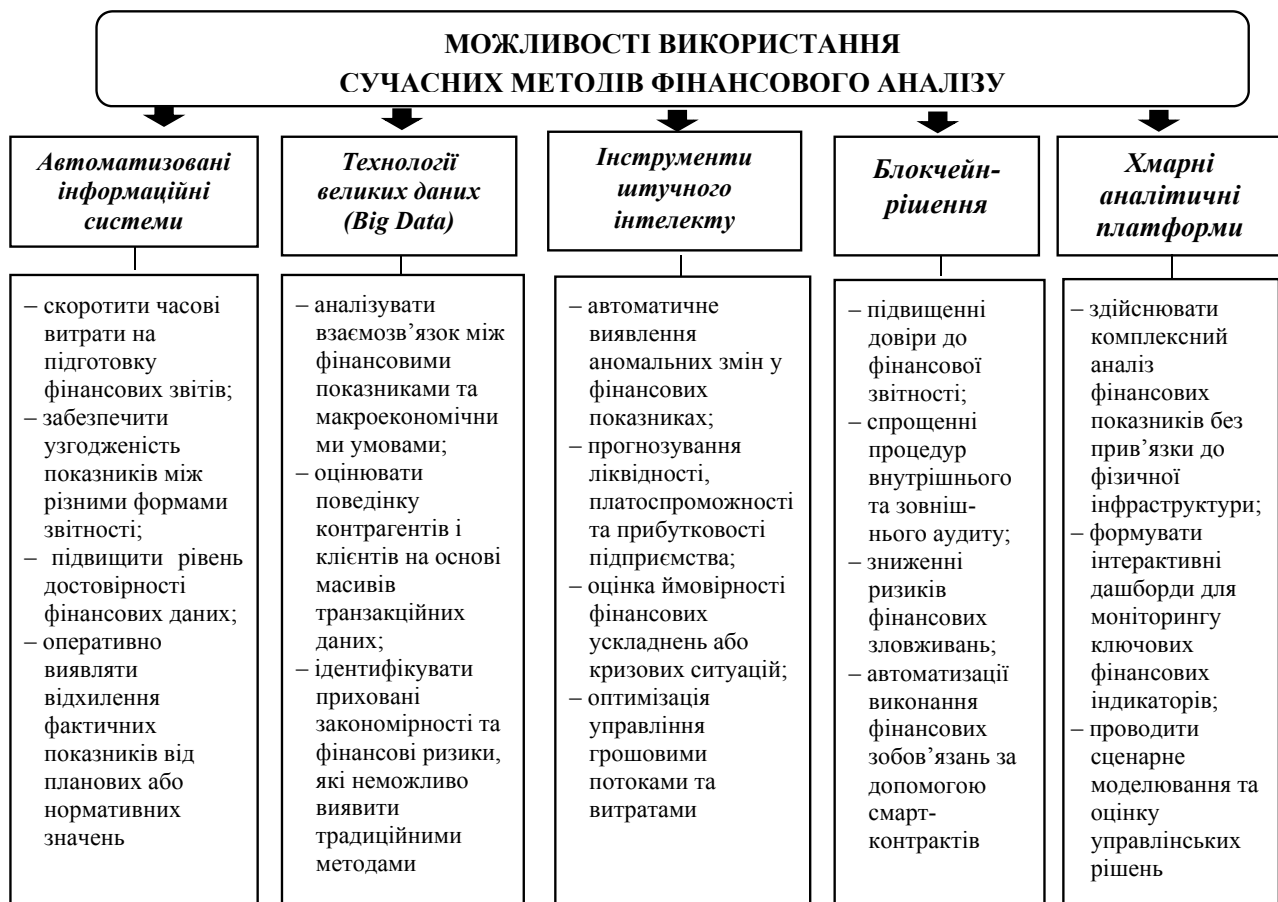 МОЖЛИВОСТІ ВИКОРИСТАННЯ
СУЧАСНИХ МЕТОДІВ ФІНАНСОВОГО АНАЛІЗУ
Автоматизовані
інформаційні
системи
Технології
великих даних
(Big Data)
Інструменти
штучного
інтелекту
Блокчейн-
рішення
Хмарні
аналітичні
платформи
– скоротити часові
витрати на
підготовку
фінансових звітів;
– забезпечити
узгодженість
показників між
різними формами
звітності;
– підвищити рівень
достовірності
фінансових даних;
– оперативно
виявляти
відхилення
фактичних
показників від
планових або
нормативних
значень
– аналізувати
взаємозв’язок між
фінансовими
показниками та
макроекономічни
ми умовами;
– оцінювати
поведінку
контрагентів і
клієнтів на основі
масивів
транзакційних
даних;
– ідентифікувати
приховані
закономірності та
фінансові ризики,
які неможливо
виявити
традиційними
методами
– автоматичне
виявлення
аномальних змін у
фінансових
показниках;
– прогнозування
ліквідності,
платоспроможності
та прибутковості
підприємства;
– оцінка ймовірності
фінансових
ускладнень або
кризових ситуацій;
– оптимізація
управління
грошовими
потоками та
витратами
– підвищенні
довіри до
фінансової
звітності;
– спрощенні
процедур
внутрішнього
та зовніш-
нього аудиту;
– зниженні
ризиків
фінансових
зловживань;
– автоматизації
виконання
фінансових
зобов’язань за
допомогою
смарт-
контрактів
– здійснювати
комплексний
аналіз
фінансових
показників без
прив’язки до
фізичної
інфраструктури;
– формувати
інтерактивні
дашборди для
моніторингу
ключових
фінансових
індикаторів;
– проводити
сценарне
моделювання та
оцінку
управлінських
рішень